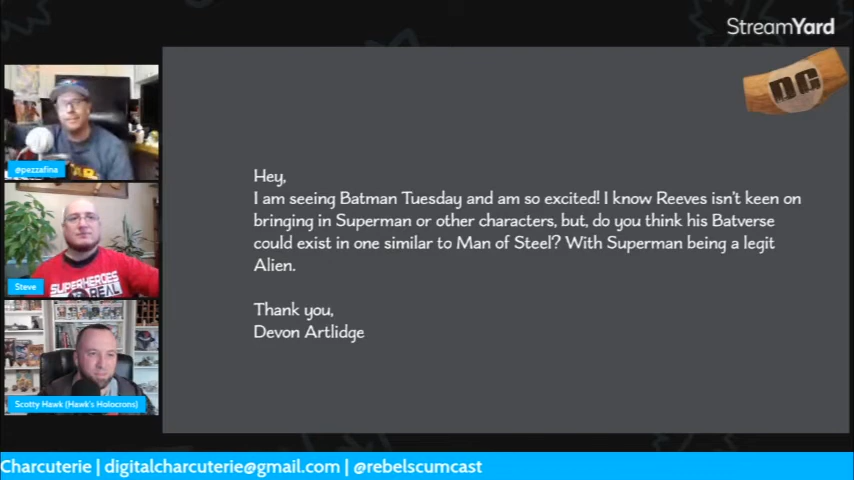 StreamYard
DG
@pezzafina
Steve
SUPERHEROES
REAL
Scotty Hawk (Hawk's Holocrons)
Hey,
I am seeing Batman Tuesday and am so excited! I know Reeves isn't keen on
bringing in Superman or other characters, but, do you think his Batverse
could exist in one similar to Man of Steel? With Superman being a legit
Alien.
Thank you,
Devon Artlidge
Charcuterie | digitalcharcuterie@gmail.com | @rebelscumcast